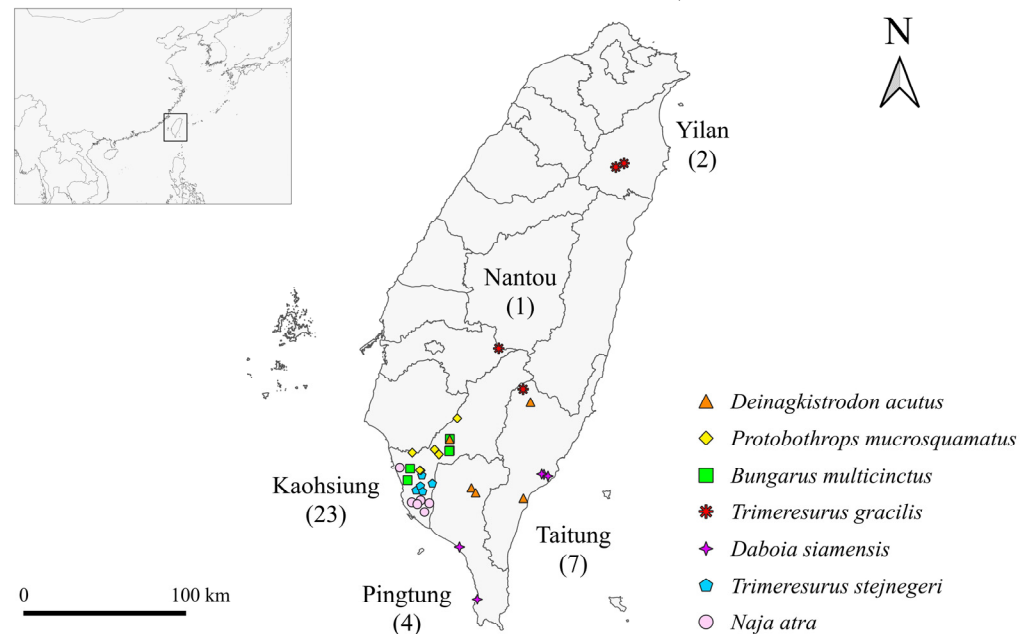 N
Yilan
(2)
Nantou
(1)
Deinagkistrodon acutus
Protobothrops mucrosquamatus
Bungarus multicinctus
Kaohsiung
(23)
Trimeresurus gracilis
Taitung
(7)
Daboia siamensis
0 100 km
Pingtung
(4)
Trimeresurus stejnegeri
Naja atra